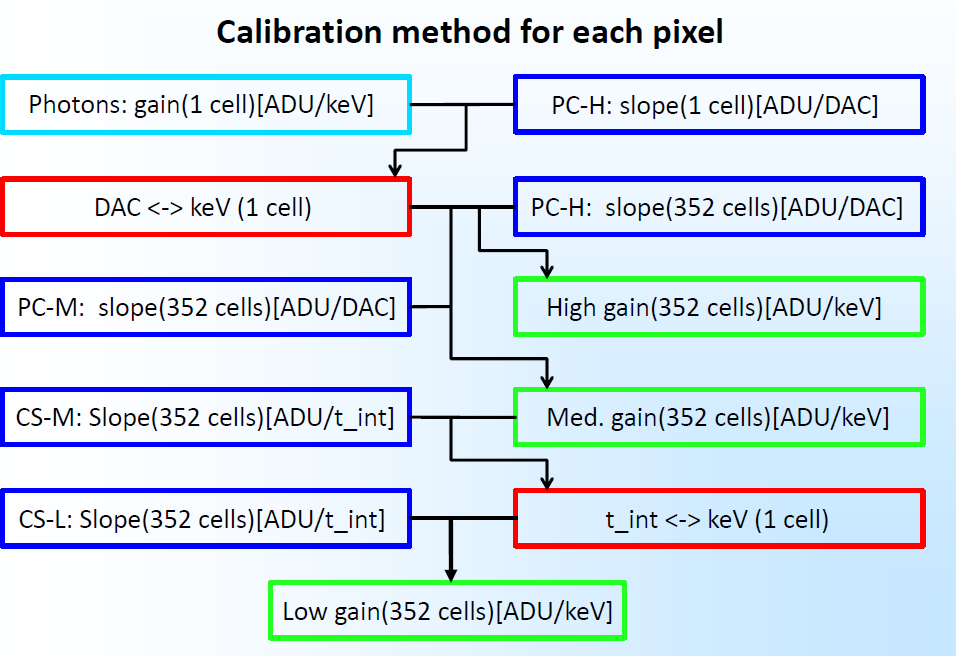 Calibration method for each pixel
Photons: gain(1 cell)[ADU/keV]
PC-H: slope(1 cell)[ADU/DAC]
DAC <-> keV (1 cell)
PC-H:  slope(352 cells)[ADU/DAC]
PC-M:  slope(352 cells)[ADU/DAC]
High gain(352 cells)[ADU/keV]
CS-M: Slope(352 cells)[ADU/t_int]
Med. gain(352 cells)[ADU/keV]
CS-L: Slope(352 cells)[ADU/t_int]
t_int <-> keV (1 cell)
Low gain(352 cells)[ADU/keV]